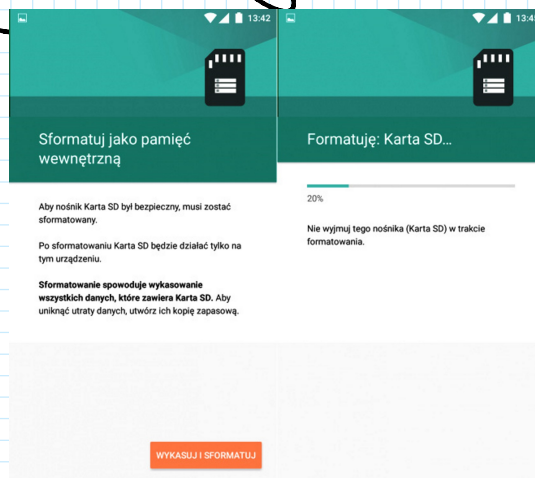 13:42
Sformatuj jako pamięć
wewnętrzną
Aby nośnik Karta SD był bezpieczny, musi zostać
sformatowany.
Po sformatowaniu Karta SD będzie działać tylko na
tym urządzeniu.
Sformatowanie spowoduje wykasowanie
wszystkich danych, które zawiera Karta SD. Aby
uniknąć utraty danych, utwórz ich kopię zapasową.
WYKASUJ I SFORMATUJ
Formatuję: Karta SD...
20%
Nie wyjmuj tego nośnika (Karta SD) w trakcie
formatowania.